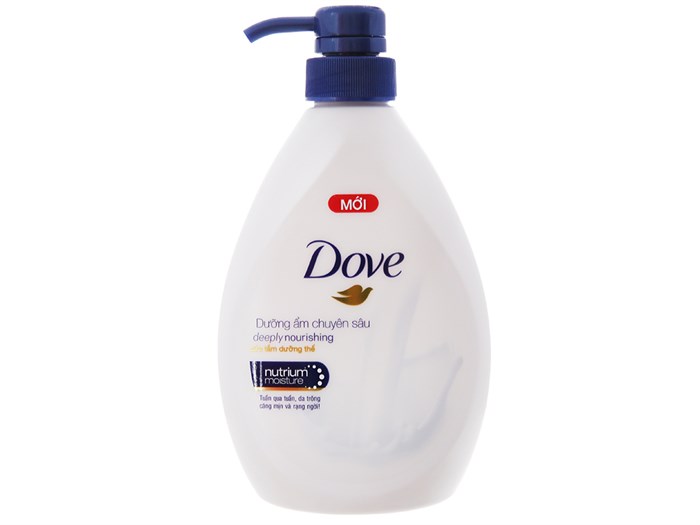 MỚI
Dove
Dưỡng ẩm chuyên sâu
deeply nourishing
tắm dưỡng thể
nutrium
moisture
Tuần qua tuần, da trông
căng mịn và rạng ngời!